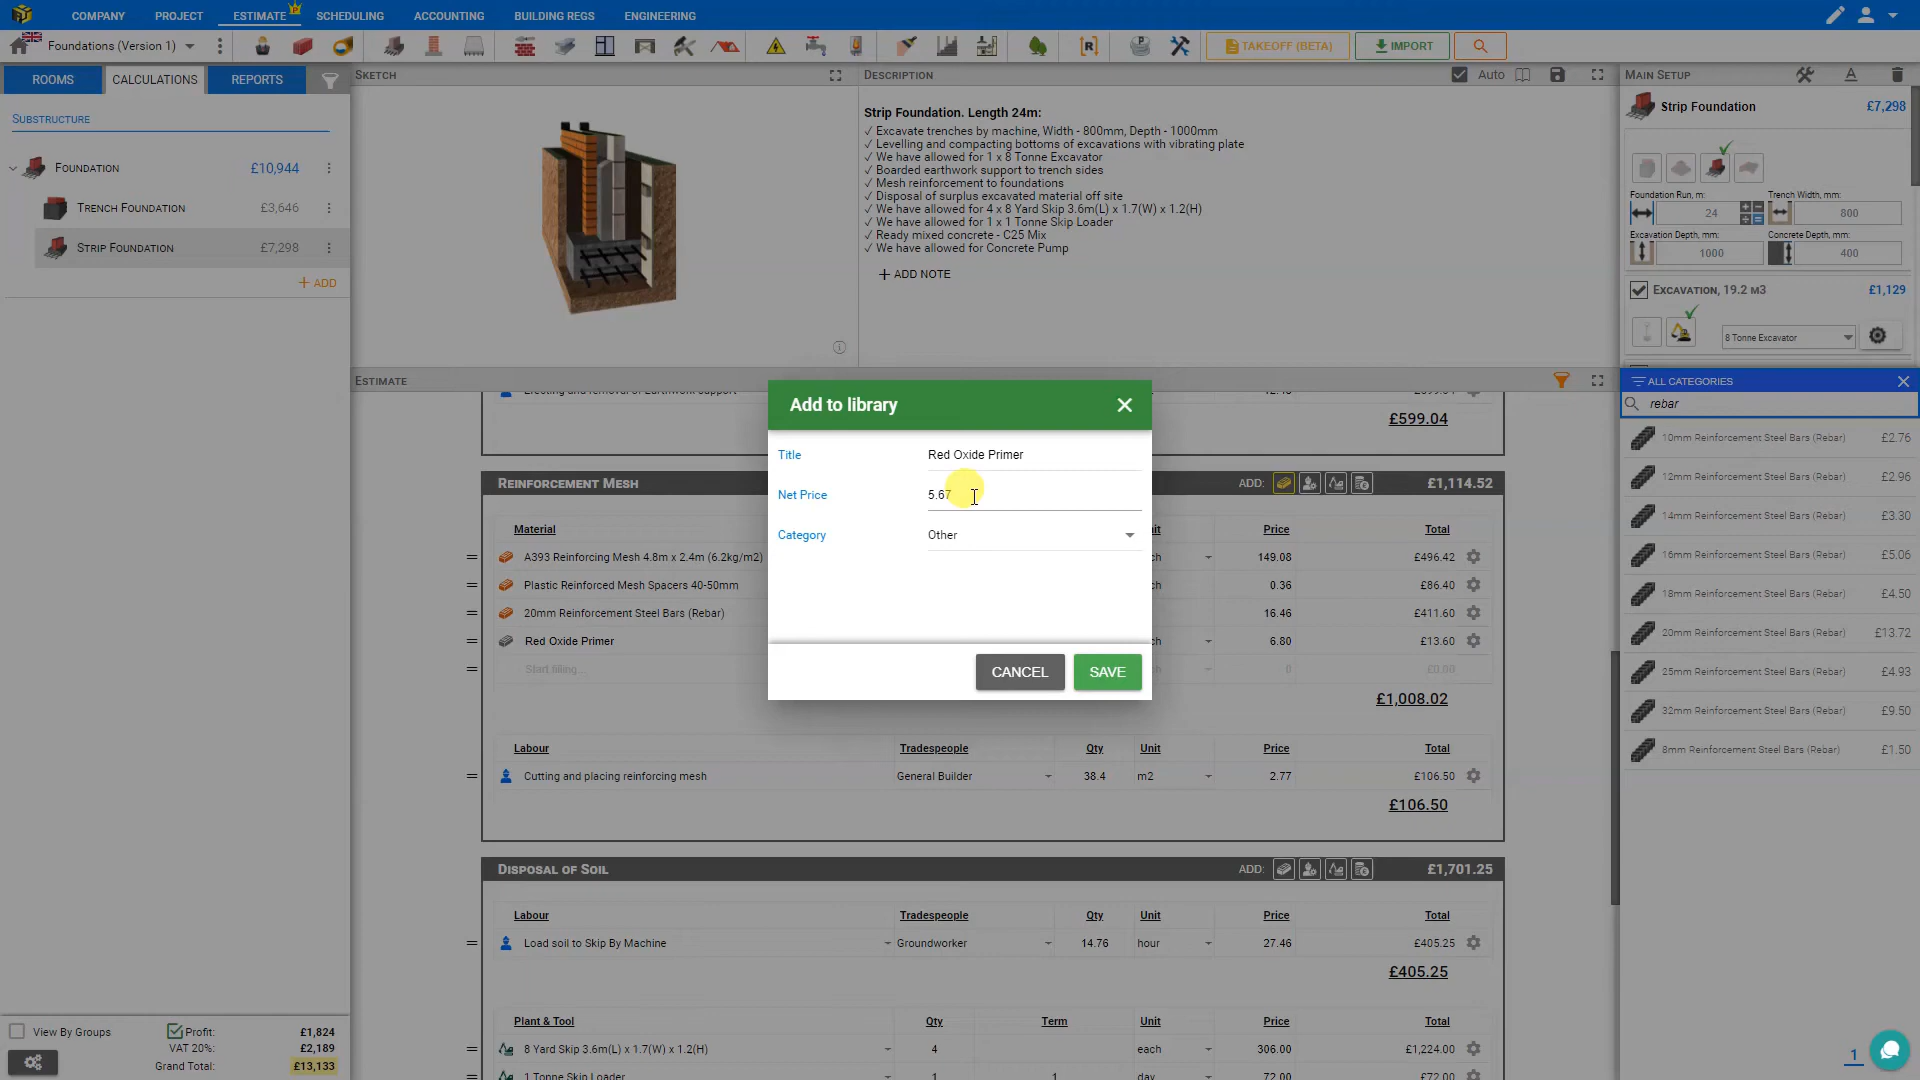 COMPANY PROJECT ESTIMATE SCHEDULING ACCOUNTING BUILDING REGS ENGINEERING
Foundations (Version 1) TAKEOFF (BETA) IMPORT
ROOMS CALCULATIONS REPORTS
SUBSTRUCTURE
FOUNDATION £10,944
TRENCH FOUNDATION £3,646
STRIP FOUNDATION £7,298
+ ADD
SKETCH
DESCRIPTION Auto
Strip Foundation. Length 24m:
✓ Excavate trenches by machine, Width - 800mm, Depth - 1000mm
✓ Levelling and compacting bottoms of excavations with vibrating plate
✓ We have allowed for 1 x 8 Tonne Excavator
✓ Boarded earthwork support to trench sides
✓ Mesh reinforcement to foundations
✓ Disposal of surplus excavated material off site
✓ We have allowed for 4 x 8 Yard Skip 3.6m(L) x 1.7(W) x 1.2(H)
✓ We have allowed for 1 x 1 Tonne Skip Loader
✓ Ready mixed concrete - C25 Mix
✓ We have allowed for Concrete Pump
+ ADD NOTE
MAIN SETUP
Strip Foundation £7,298
Foundation Run, m: Trench Width, mm:
24 800
Excavation Depth, mm: Concrete Depth, mm:
1000 400
EXCAVATION, 19.2 M3 £1,129
8 Tonne Excavator
ESTIMATE
£599.04
REINFORCEMENT MESH ADD: £1,114.52
Material Price Total
A393 Reinforcing Mesh 4.8m x 2.4m (6.2kg/m2) 149.08 £496.42
Plastic Reinforced Mesh Spacers 40-50mm 0.36 £86.40
20mm Reinforcement Steel Bars (Rebar) 16.46 £411.60
Red Oxide Primer 6.80 £13.60
Start filling... 0 £0.00
£1,008.02
Labour Tradespeople Qty Unit Price Total
Cutting and placing reinforcing mesh General Builder 38.4 m2 2.77 £106.50
£106.50
DISPOSAL OF SOIL ADD: £1,701.25
Labour Tradespeople Qty Unit Price Total
Load soil to Skip By Machine Groundworker 14.76 hour 27.46 £405.25
£405.25
Plant & Tool Qty Term Unit Price Total
8 Yard Skip 3.6m(L) x 1.7(W) x 1.2(H) 4 each 306.00 £1,224.00
1 Tonne Skip Loader 1 1 day 72.00 £72.00
Add to library
Title Red Oxide Primer
Net Price 5.67
Category Other
CANCEL SAVE
ALL CATEGORIES
rebar
10mm Reinforcement Steel Bars (Rebar) £2.76
12mm Reinforcement Steel Bars (Rebar) £2.96
14mm Reinforcement Steel Bars (Rebar) £3.30
16mm Reinforcement Steel Bars (Rebar) £5.06
18mm Reinforcement Steel Bars (Rebar) £4.50
20mm Reinforcement Steel Bars (Rebar) £13.72
25mm Reinforcement Steel Bars (Rebar) £4.93
32mm Reinforcement Steel Bars (Rebar) £9.50
8mm Reinforcement Steel Bars (Rebar) £1.50
View By Groups Profit: £1,824
VAT 20%: £2,189
Grand Total: £13,133
1